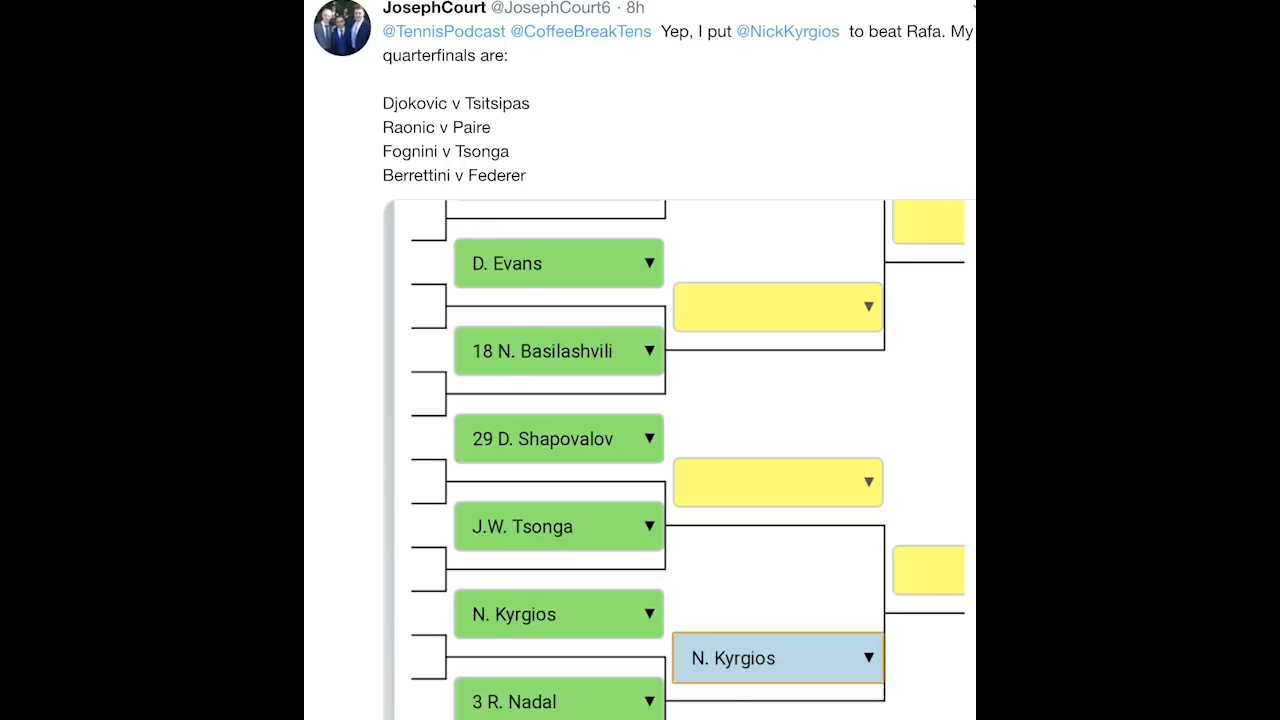 JosephCourt @JosephCourt6 · 8h
@TennisPodcast @CoffeeBreakTens Yep, I put @NickKyrgios to beat Rafa. My
quarterfinals are:
Djokovic v Tsitsipas
Raonic v Paire
Fognini v Tsonga
Berrettini v Federer
D. Evans
18 N. Basilashvili
29 D. Shapovalov
J.W. Tsonga
N. Kyrgios
N. Kyrgios
3 R. Nadal